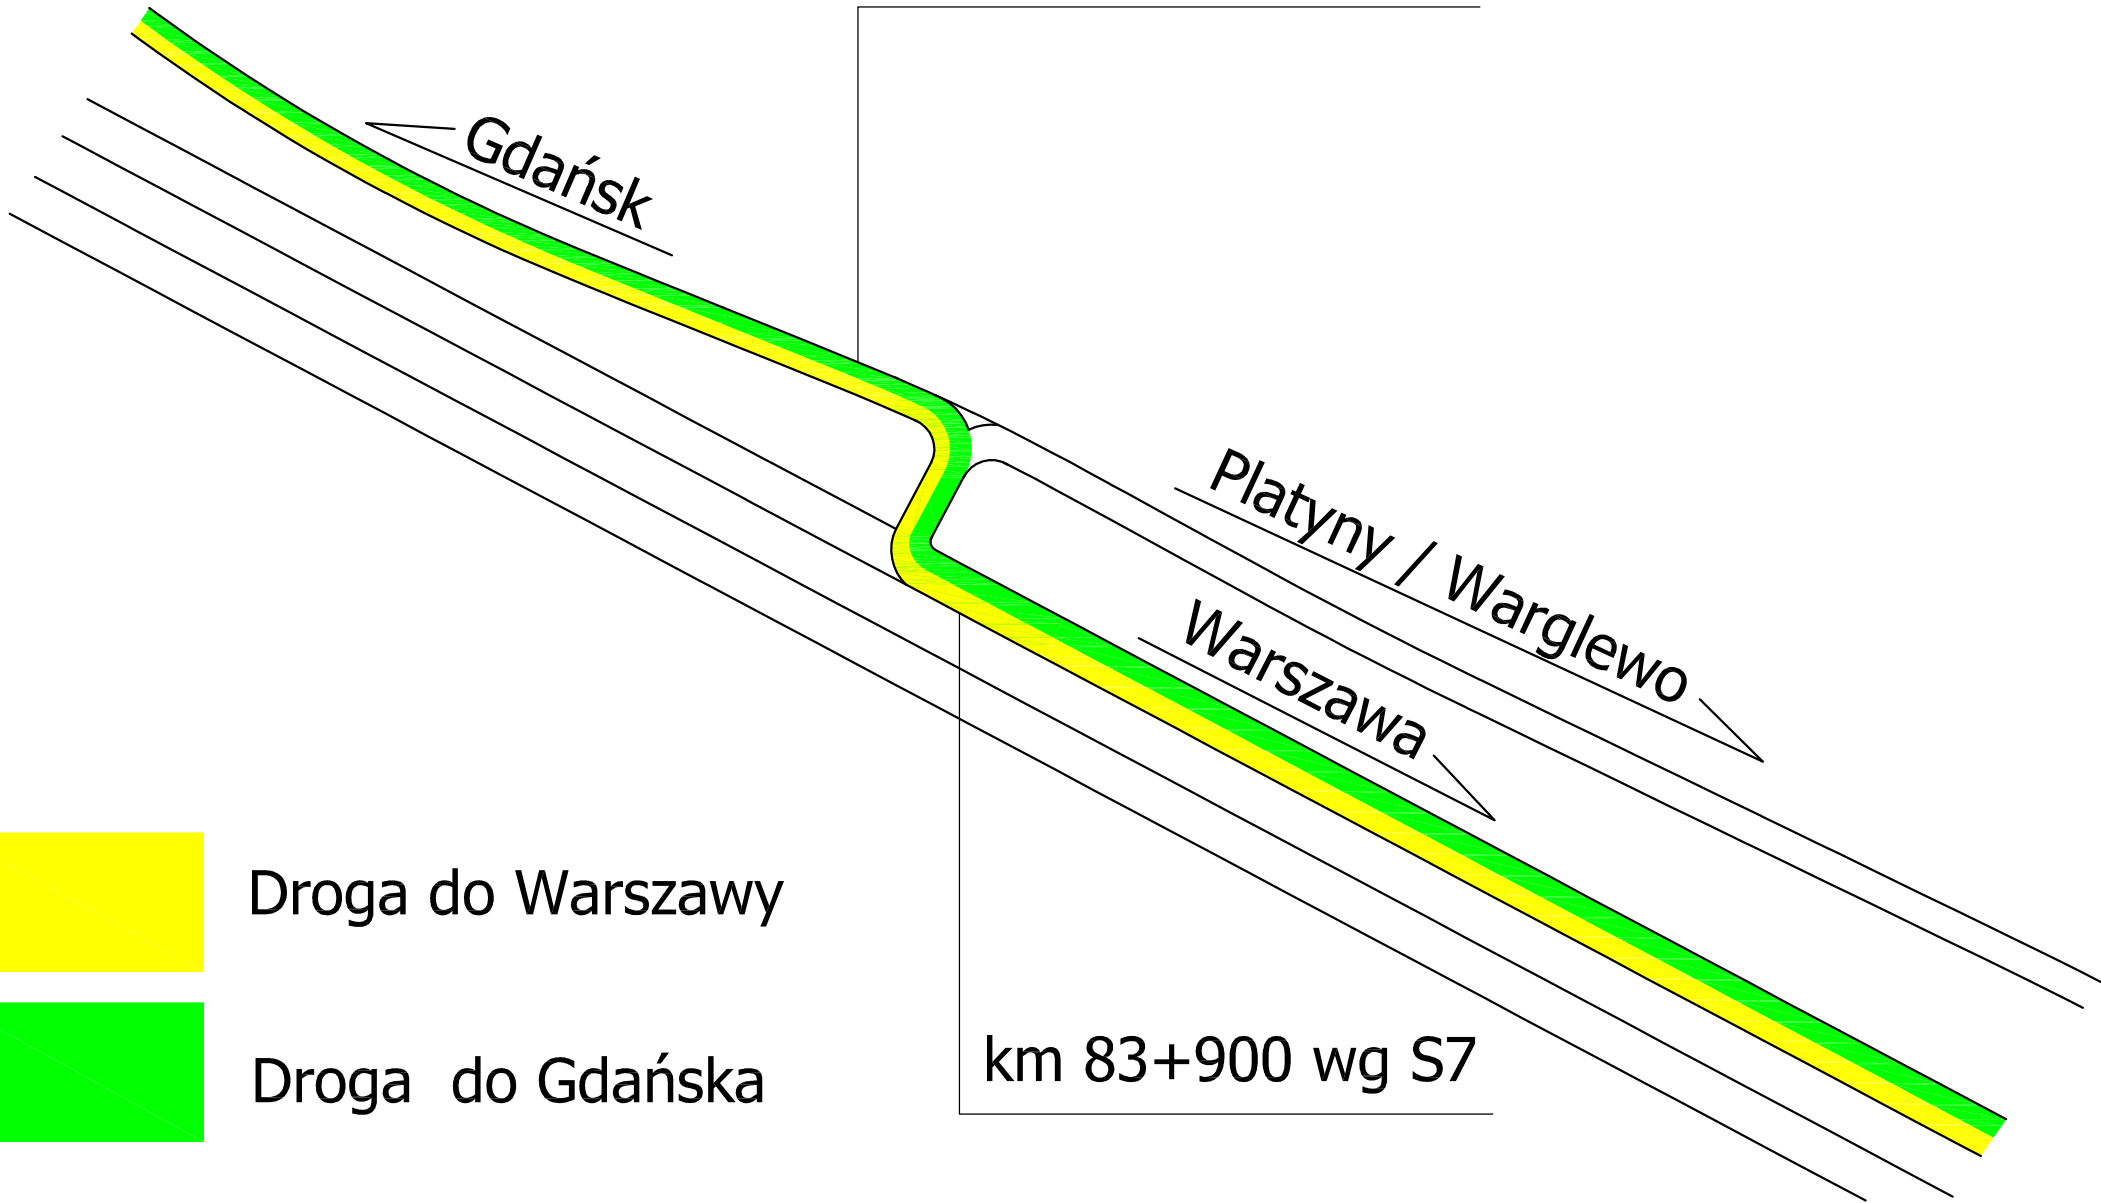 Gdańsk
Platyny / Warglewo
Warszawa
Droga do Warszawy
km 83+900 wg S7
Droga do Gdańska